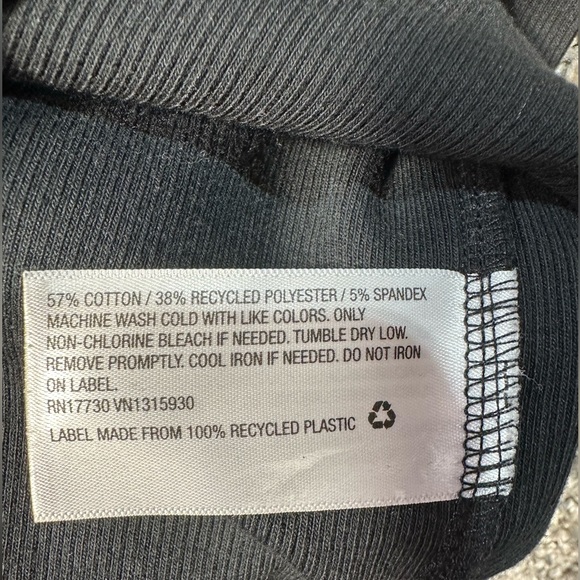 57% COTTON / 38% RECYCLED POLYESTER / 5% SPANDEX
MACHINE WASH COLD WITH LIKE COLORS. ONLY
NON-CHLORINE BLEACH IF NEEDED. TUMBLE DRY LOW.
REMOVE PROMPTLY. COOL IRON IF NEEDED. DO NOT IRON
ON LABEL.
RN17730 VN1315930
LABEL MADE FROM 100% RECYCLED PLASTIC